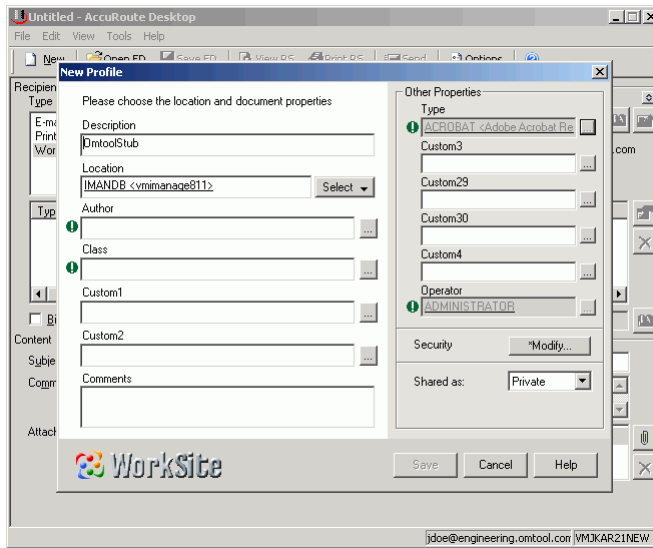 Untitled - AccuRoute Desktop
File Edit View Tools Help
New Open ED Save ED View RS Print RS Send Options
New Profile
Please choose the location and document properties
Description
OmtoolStub
Location
IMANDB <vmimanage811>
Select
Author
Class
Custom1
Custom2
Comments
Other Properties
Type
ACROBAT <Adobe Acrobat Re
...
Custom3
...
Custom29
...
Custom30
...
Custom4
...
Operator
ADMINISTRATOR
...
Security
*Modify...
Shared as:
Private
WorkSite
Save Cancel Help
Recipien
Type
E-ma
Print
Wor
.com
Typ
Bi
Content
Subje
Comm
Attach
jdoe@engineering.omtool.com VMJKAR21NEW